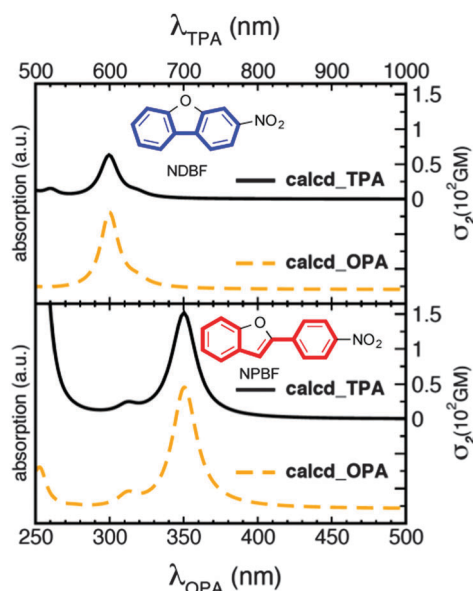 λTPA (nm)
500 600 700 800 900 1000
O
NO2
NDBF
calcd_TPA
calcd_OPA
absorption (a.u.)
1.5
1
0.5
0
σ2(10²GM)
O
NO2
NPBF
calcd_TPA
calcd_OPA
absorption (a.u.)
1.5
1
0.5
0
σ2(10²GM)
250 300 350 400 450 500
λOPA (nm)